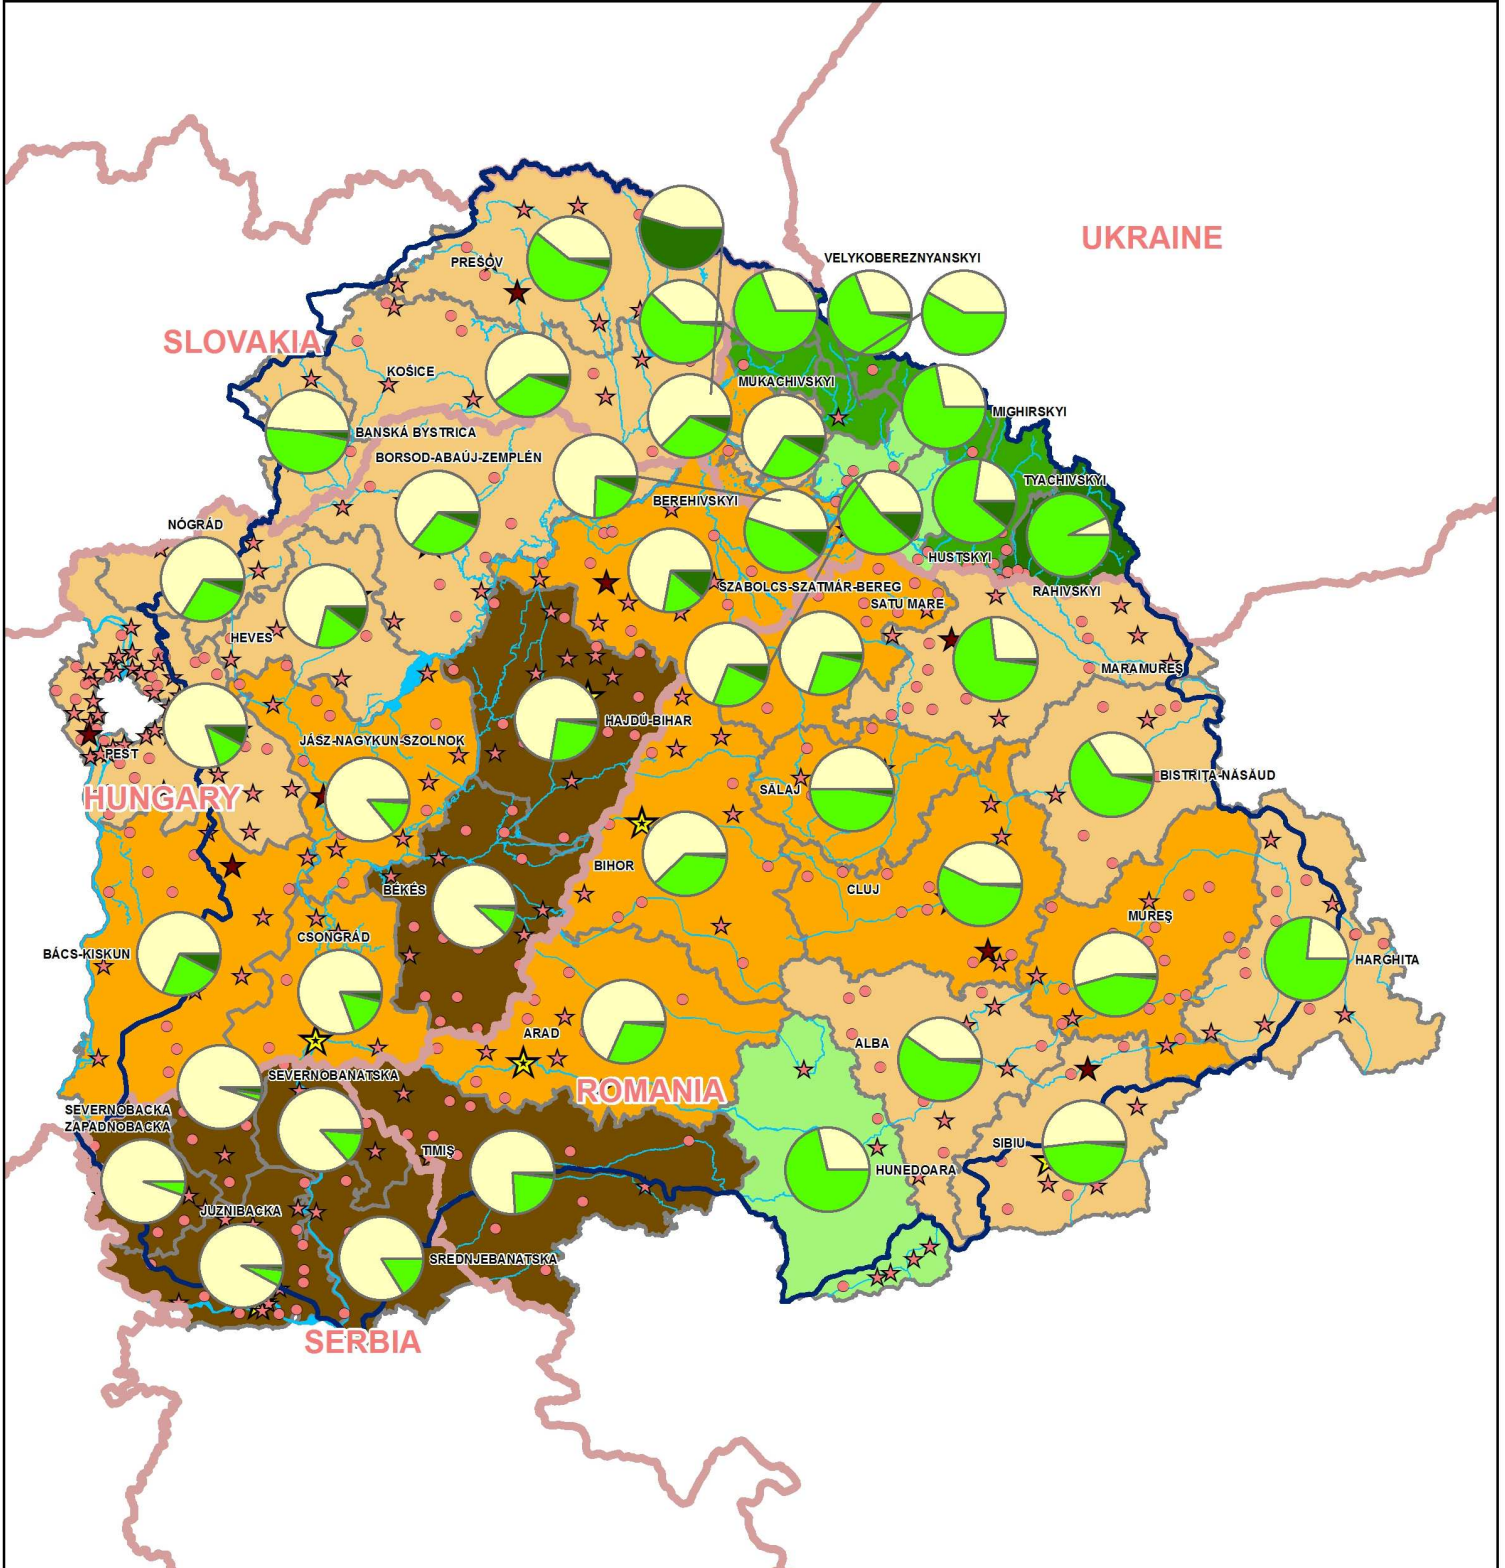 UKRAINE
VELYKOBEREZNYANSKYI
PREŠOV
SLOVAKIA
KOŠICE
MUKACHIVSKYI
MIGHIRSKYI
BANSKÁ BYSTRICA
BORSOD-ABAÚJ-ZEMPLÉN
TYACHIVSKYI
BEREHIVSKYI
NÓGRÁD
HUSTSKYI
SZABOLCS-SZATMÁR-BEREG
RAHIVSKYI
SATU MARE
HEVES
MARAMUREŞ
HAJDÚ-BIHAR
JÁSZ-NAGYKUN-SZOLNOK
PEST
BISTRIŢA-NĂSĂUD
SĂLAJ
HUNGARY
BIHOR
BÉKÉS
CLUJ
MUREŞ
CSONGRÁD
BÁCS-KISKUN
HARGHITA
ARAD
ALBA
SEVERNOBANATSKA
ROMANIA
SEVERNOBACKA
ZAPADNOBACKA
SIBIU
TIMIŞ
HUNEDOARA
JUZNIBACKA
SREDNJEBANATSKA
SERBIA